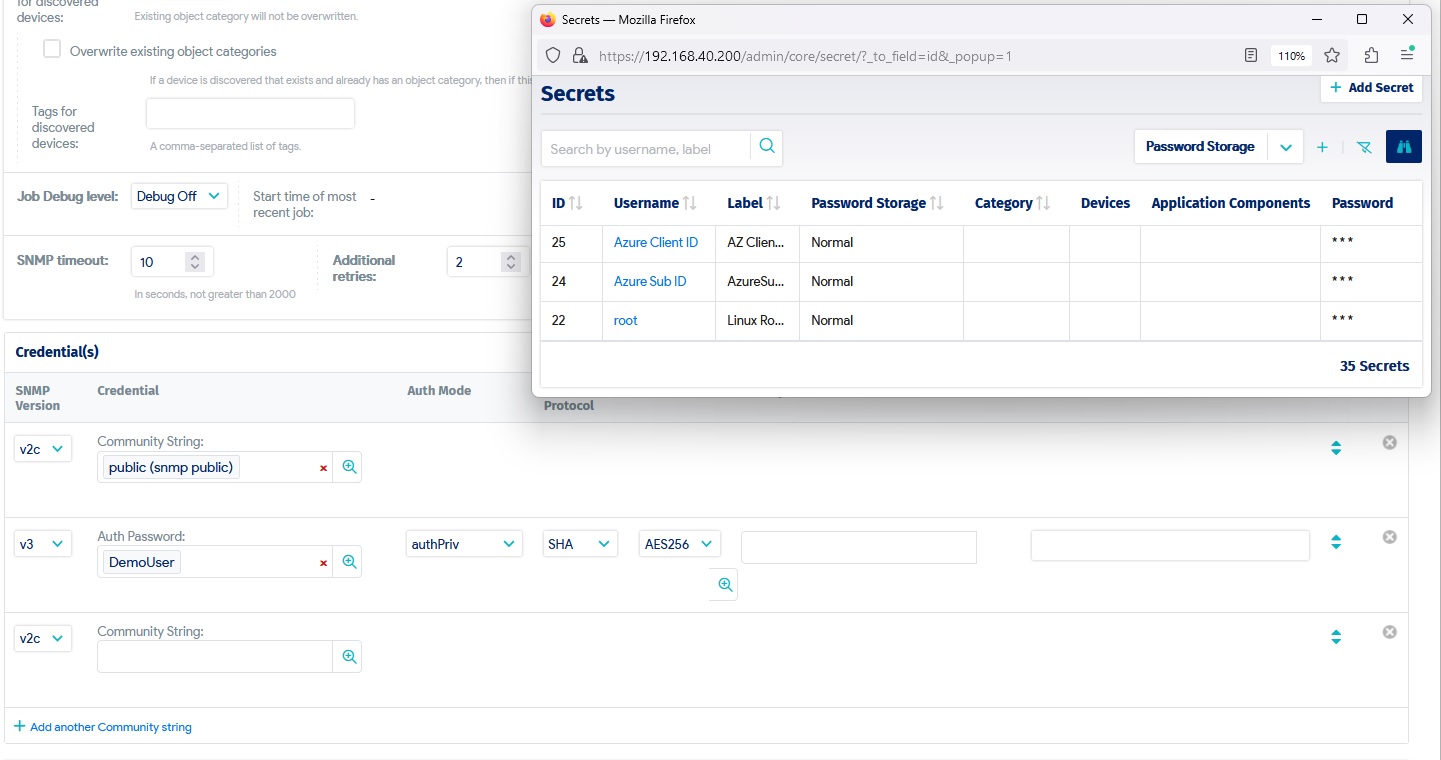 for discovered
devices:
Existing object category will not be overwritten.
Overwrite existing object categories
If a device is discovered that exists and already has an object category, then if this
Tags for
discovered
devices:
A comma-separated list of tags.
Job Debug level:
Debug Off
Start time of most
recent job:
-
SNMP timeout:
10
In seconds, not greater than 2000
Additional
retries:
2
Secrets — Mozilla Firefox
https://192.168.40.200/admin/core/secret/?_to_field=id&_popup=1
110%
Secrets
+ Add Secret
Search by username, label
Password Storage
ID Username Label Password Storage Category Devices Application Components Password
25 Azure Client ID AZ Clien... Normal ***
24 Azure Sub ID AzureSu... Normal ***
22 root Linux Ro... Normal ***
35 Secrets
Credential(s)
SNMP
Version
Credential
Auth Mode
Protocol
v2c
Community String:
public (snmp public)
v3
Auth Password:
DemoUser
authPriv
SHA
AES256
v2c
Community String:
+ Add another Community string